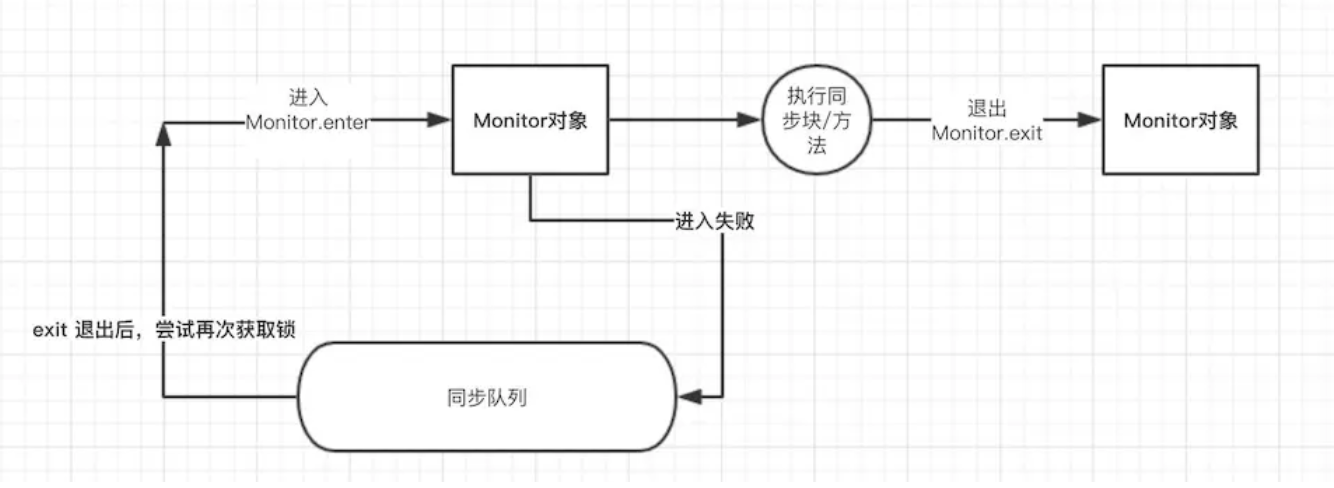 进入
Monitor.enter
Monitor对象
执行同
步块/方
法
退出
Monitor.exit
Monitor对象
进入失败
exit 退出后，尝试再次获取锁
同步队列